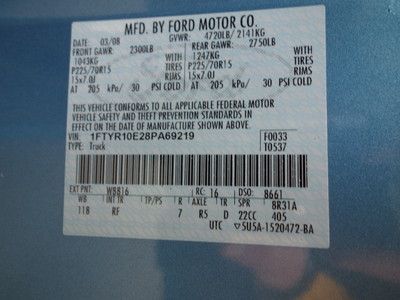 MFD. BY FORD MOTOR CO.
DATE: 03/08 GVWR: 4720LB/ 2141KG
FRONT GAWR: 2300LB REAR GAWR: 2750LB
1043KG 1247KG
P225/70R15 P225/70R15
15x7.0J 15x7.0J
AT 205 kPa/ 30 PSI COLD AT 205 kPa/ 30 PSI COLD
THIS VEHICLE CONFORMS TO ALL APPLICABLE FEDERAL MOTOR
VEHICLE SAFETY AND THEFT PREVENTION STANDARDS
IN EFFECT ON THE DATE OF MANUFACTURE SHOWN ABOVE.
VIN: 1FTYR10E28PA69219 F0033
TYPE: Truck T0537
EXT PNT: W8816 RC: 16 DSO: 8661
WB INT TR TP/PS R AXLE TR SPR 8R31A
118 RF 7 R5 D 22CC 405
UTC 5U5A-1520472-BA